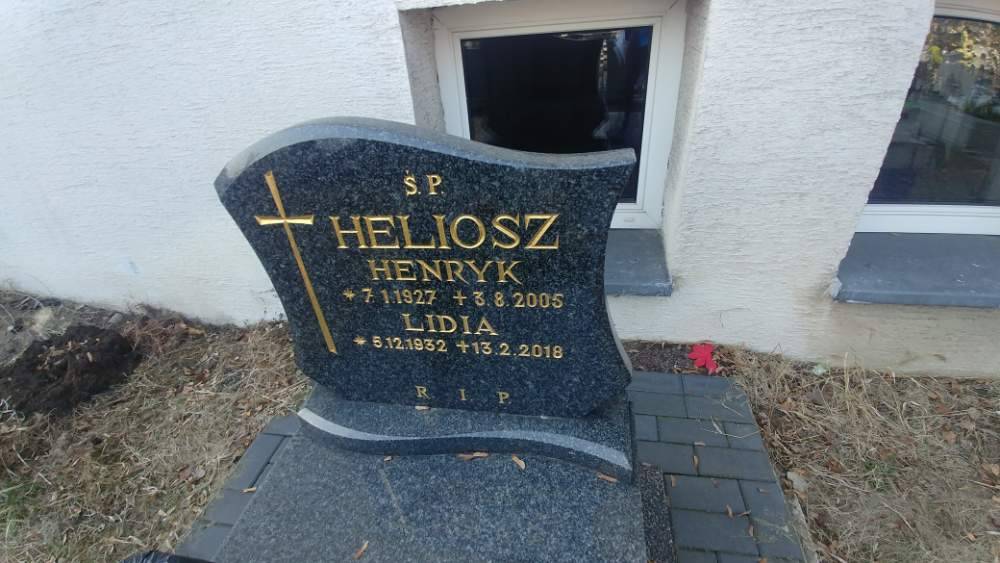 Ś.P.
HELIOSZ
HENRYK
* 7.1.1927 + 3.8.2005
LIDIA
* 5.12.1932 + 13.2.2018
R I P